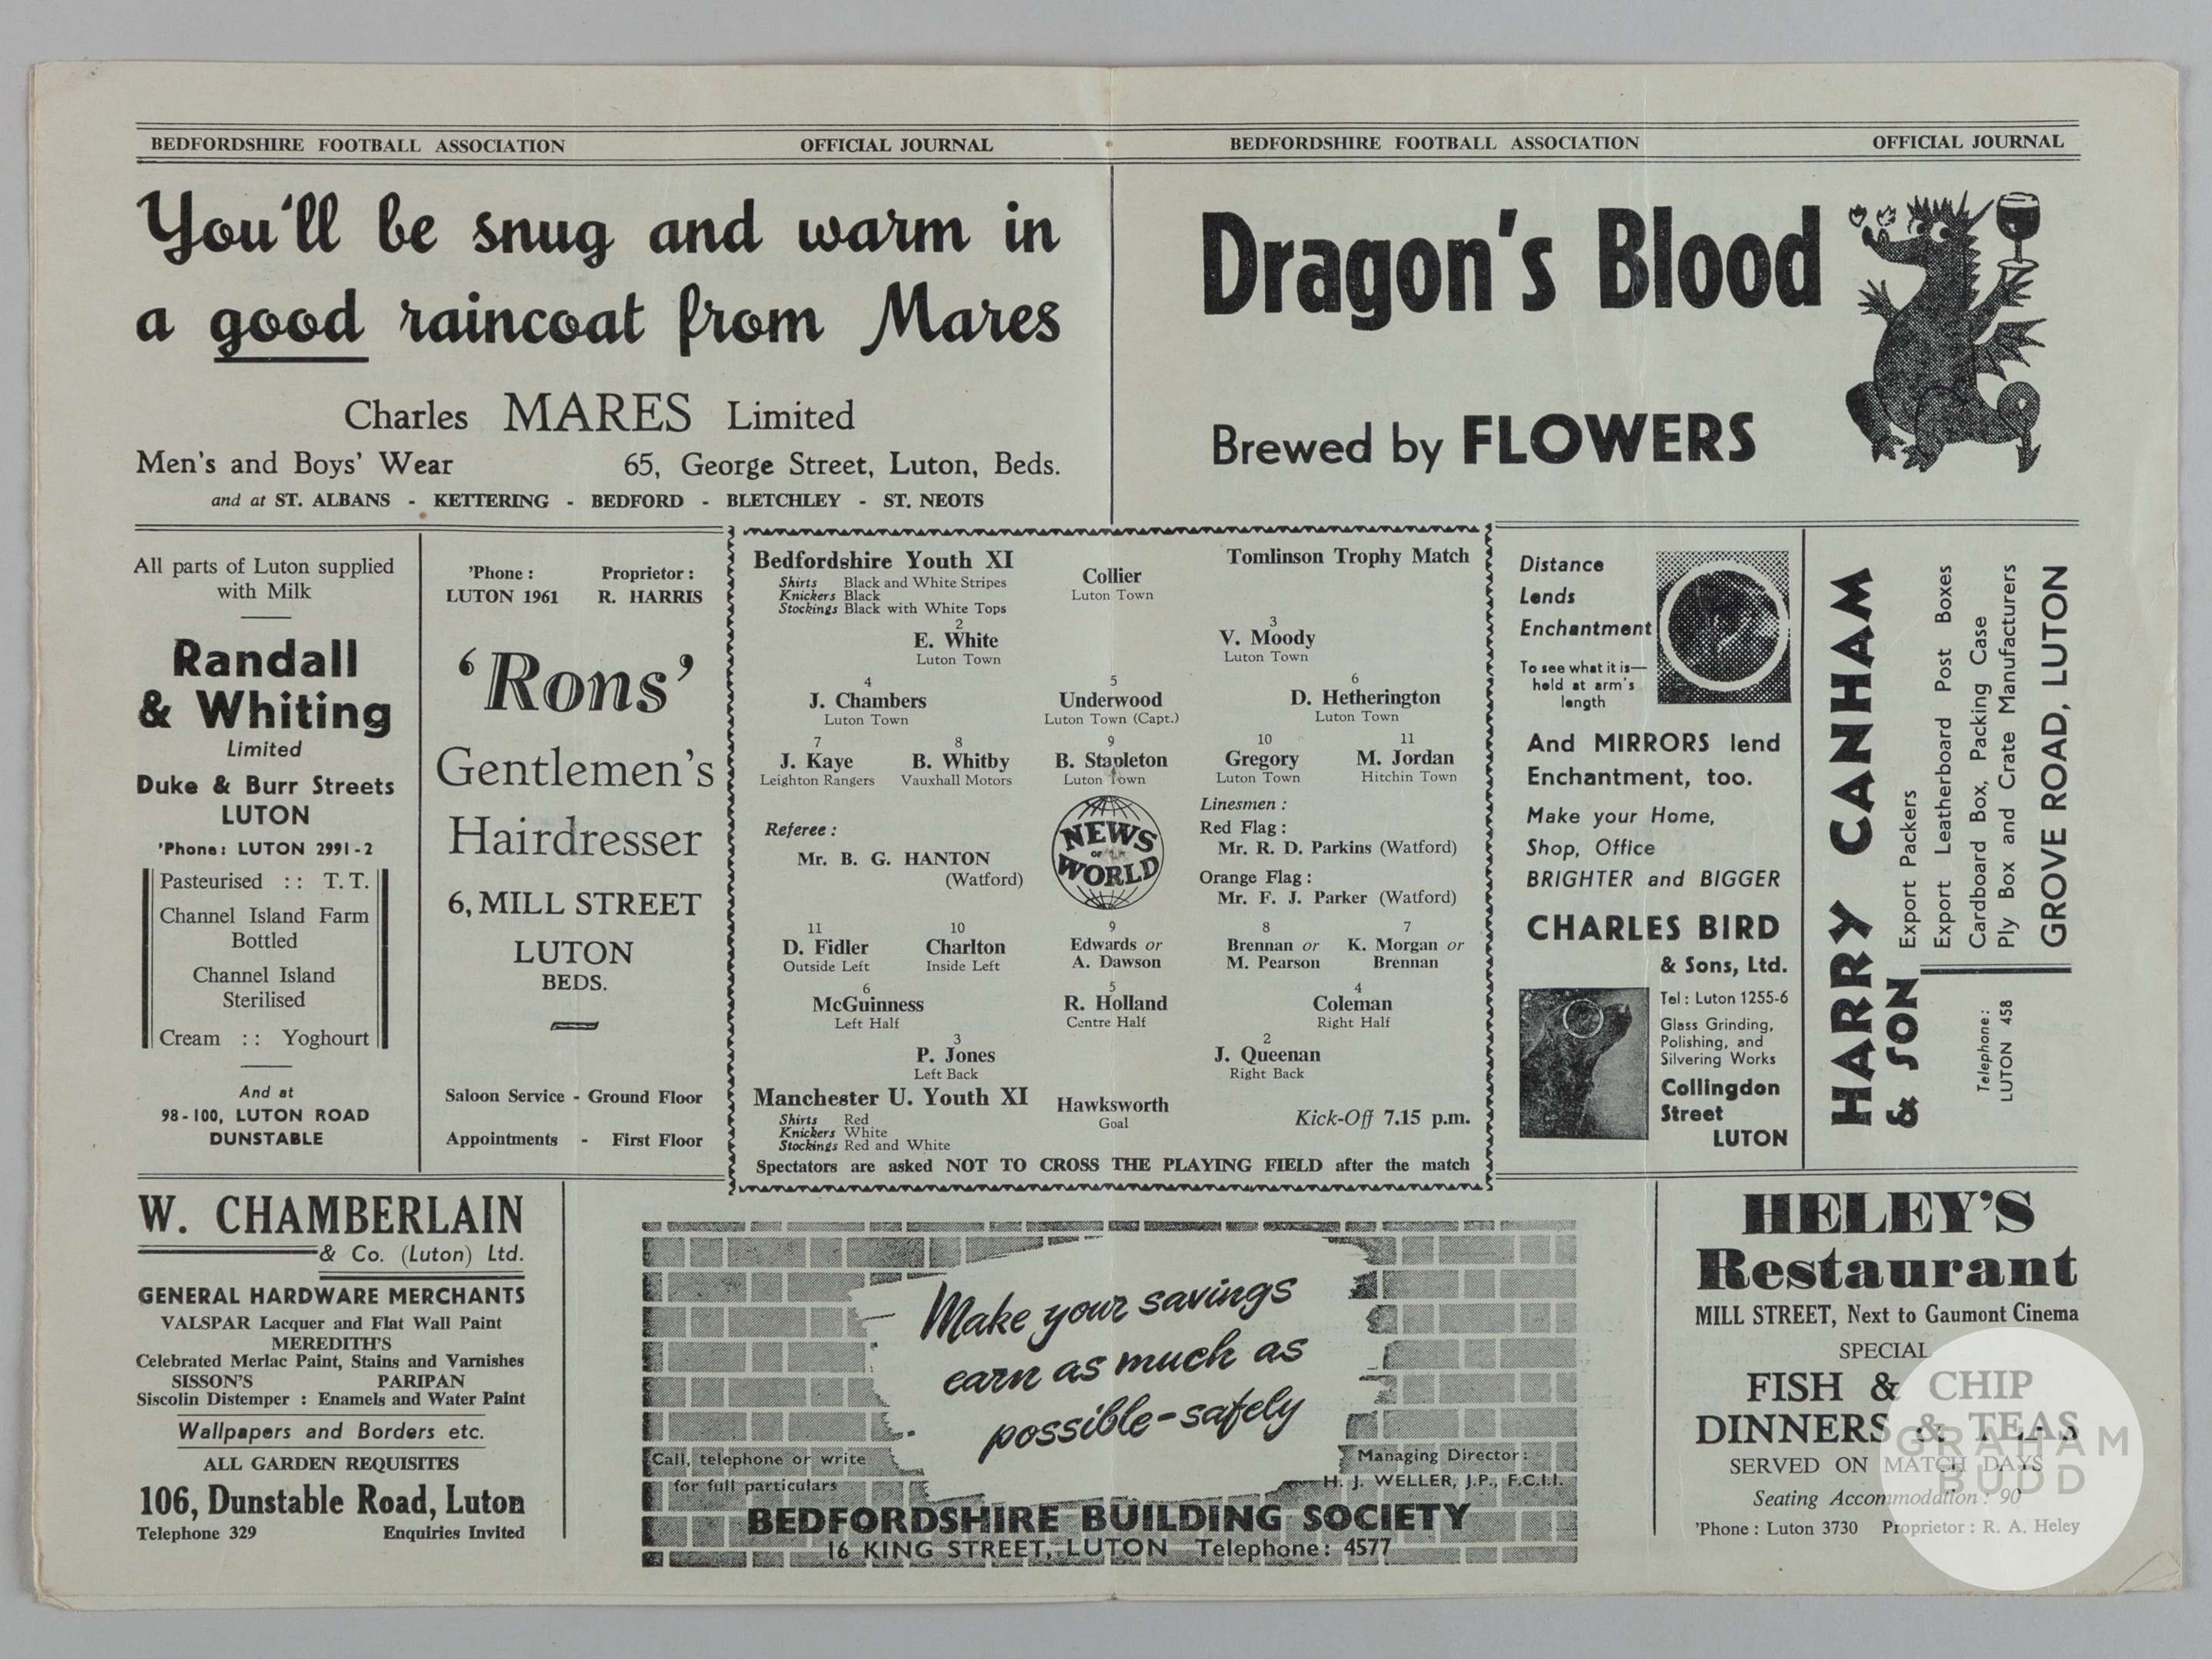 BEDFORDSHIRE FOOTBALL ASSOCIATION OFFICIAL JOURNAL
BEDFORDSHIRE FOOTBALL ASSOCIATION OFFICIAL JOURNAL
You'll be snug and warm in
a good raincoat from Mares
Charles MARES Limited
Men's and Boys' Wear 65, George Street, Luton, Beds.
and at ST. ALBANS - KETTERING - BEDFORD - BLETCHLEY - ST. NEOTS
Dragon's Blood
Brewed by FLOWERS
All parts of Luton supplied
with Milk
Randall
& Whiting
Limited
Duke & Burr Streets
LUTON
'Phone: LUTON 2991-2
Pasteurised :: T.T.
Channel Island Farm
Bottled
Channel Island
Sterilised
Cream :: Yoghourt
And at
98-100, LUTON ROAD
DUNSTABLE
'Phone : Proprietor :
LUTON 1961 R. HARRIS
'Rons'
Gentlemen's
Hairdresser
6, MILL STREET
LUTON
BEDS.
Saloon Service - Ground Floor
Appointments - First Floor
Bedfordshire Youth XI Tomlinson Trophy Match
Shirts Black and White Stripes
Knickers Black
Stockings Black with White Tops
Collier
Luton Town
2 3
E. White V. Moody
Luton Town Luton Town
4 5 6
J. Chambers Underwood D. Hetherington
Luton Town Luton Town (Capt.) Luton Town
7 8 9 10 11
J. Kaye B. Whitby B. Stapleton Gregory M. Jordan
Leighton Rangers Vauxhall Motors Luton Town Luton Town Hitchin Town
Referee :
Mr. B. G. HANTON
(Watford)
NEWS
OF THE
WORLD
Linesmen :
Red Flag :
Mr. R. D. Parkins (Watford)
Orange Flag :
Mr. F. J. Parker (Watford)
11 10 9 8 7
D. Fidler Charlton Edwards or Brennan or K. Morgan or
Outside Left Inside Left A. Dawson M. Pearson Brennan
6 5 4
McGuinness R. Holland Coleman
Left Half Centre Half Right Half
3 2
P. Jones J. Queenan
Left Back Right Back
Manchester U. Youth XI
Shirts Red
Knickers White
Stockings Red and White
Hawksworth
Goal
Kick-Off 7.15 p.m.
Spectators are asked NOT TO CROSS THE PLAYING FIELD after the match
Distance
Lends
Enchantment
To see what it is—
hold at arm's
length
And MIRRORS lend
Enchantment, too.
Make your Home,
Shop, Office
BRIGHTER and BIGGER
CHARLES BIRD
& Sons, Ltd.
Tel : Luton 1255-6
Glass Grinding,
Polishing, and
Silvering Works
Collingdon
Street
LUTON
HARRY CANHAM
& SON
Export Packers
Export Leatherboard Post Boxes
Cardboard Box, Packing Case
Ply Box and Crate Manufacturers
GROVE ROAD, LUTON
Telephone:
LUTON 458
W. CHAMBERLAIN
& Co. (Luton) Ltd.
GENERAL HARDWARE MERCHANTS
VALSPAR Lacquer and Flat Wall Paint
MEREDITH'S
Celebrated Merlac Paint, Stains and Varnishes
SISSON'S PARIPAN
Siscolin Distemper : Enamels and Water Paint
Wallpapers and Borders etc.
ALL GARDEN REQUISITES
106, Dunstable Road, Luton
Telephone 329 Enquiries Invited
Make your savings
earn as much as
possible-safely
Call, telephone or write
for full particulars
Managing Director:
H. J. WELLER, J.P., F.C.I.I.
BEDFORDSHIRE BUILDING SOCIETY
16 KING STREET, LUTON Telephone: 4577
HELEY'S
Restaurant
MILL STREET, Next to Gaumont Cinema
SPECIAL
FISH & CHIP
DINNERS & TEAS
SERVED ON MATCH DAYS
Seating Accommodation : 90
'Phone : Luton 3730 Proprietor : R. A. Heley
GRAHAM
BUDD